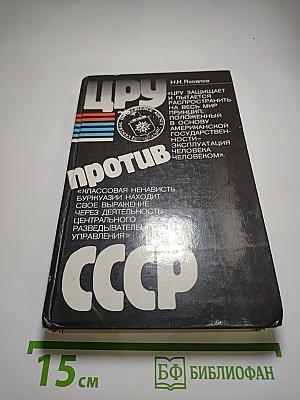 Н.Н.Яковлев
ЦРУ
«ЦРУ ЗАЩИЩАЕТ
И ПЫТАЕТСЯ
РАСПРОСТРАНИТЬ
НА ВЕСЬ МИР
ПРИНЦИП,
ПОЛОЖЕННЫЙ
В ОСНОВУ
АМЕРИКАНСКОЙ
ГОСУДАРСТВЕН-
НОСТИ–
ЭКСПЛУАТАЦИЯ
ЧЕЛОВЕКА
ЧЕЛОВЕКОМ».
против
«КЛАССОВАЯ НЕНАВИСТЬ
БУРЖУАЗИИ НАХОДИТ
СВОЕ ВЫРАЖЕНИЕ
ЧЕРЕЗ ДЕЯТЕЛЬНОСТЬ
ЦЕНТРАЛЬНОГО
РАЗВЕДЫВАТЕЛЬНОГО
УПРАВЛЕНИЯ»
СССР
15 см
БФ БИБЛИОФАН